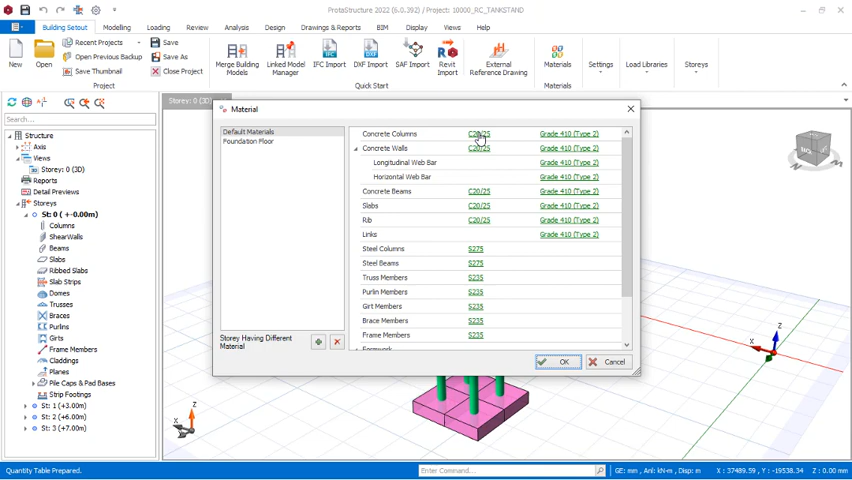 ProtaStructure 2022 (6.0.392) / Project: 10000_RC_TANKSTAND
Building Setout Modelling Loading Review Analysis Design Drawings & Reports BIM Display Views Help
New
Open
Recent Projects
Open Previous Backup
Save Thumbnail
Save
Save As
Close Project
Project
Merge Building Models
Linked Model Manager
IFC Import
DXF Import
SAF Import
Revit Import
Quick Start
External Reference Drawing
Materials
Materials
Settings
Load Libraries
Storeys
Search...
Structure
Axis
Views
Storey: 0 (3D)
Reports
Detail Previews
Storeys
St: 0 ( +-0.00m)
Columns
ShearWalls
Beams
Slabs
Ribbed Slabs
Slab Strips
Domes
Trusses
Braces
Purlins
Girts
Frame Members
Claddings
Planes
Pile Caps & Pad Bases
Strip Footings
St: 1 (+3.00m)
St: 2 (+6.00m)
St: 3 (+7.00m)
Storey: 0 (3D)
Material
Default Materials
Foundation Floor
Storey Having Different Material
Concrete Columns C20/25 Grade 410 (Type 2)
Concrete Walls C20/25 Grade 410 (Type 2)
Longitudinal Web Bar Grade 410 (Type 2)
Horizontal Web Bar Grade 410 (Type 2)
Concrete Beams C20/25 Grade 410 (Type 2)
Slabs C20/25 Grade 410 (Type 2)
Rib C20/25 Grade 410 (Type 2)
Links Grade 410 (Type 2)
Steel Columns S275
Steel Beams S275
Truss Members S235
Purlin Members S235
Girt Members S235
Brace Members S235
Frame Members S235
Formwork
OK Cancel
Z
X
Z
X
Quantity Table Prepared.
Enter Command...
GE: mm, Anl: kN-m , Disp: m
X : 37489.59 , Y : -19538.34
Z : 0.00 mm